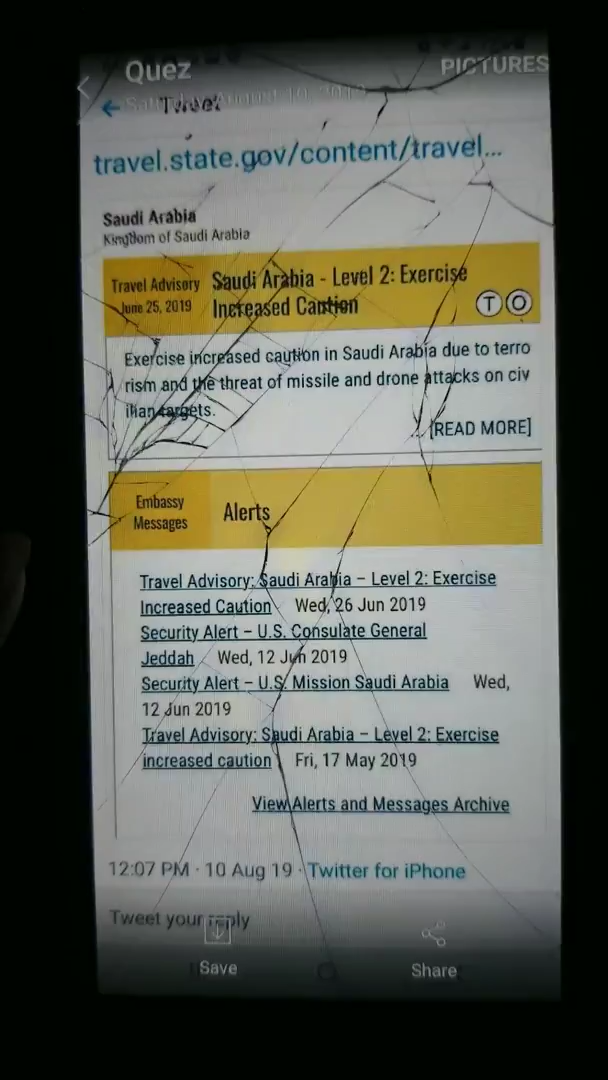 Quez
PICTURES
Tweet
travel.state.gov/content/travel...
Saudi Arabia
Kingdom of Saudi Arabia
Travel Advisory
June 25, 2019
Saudi Arabia - Level 2: Exercise
Increased Caution
T O
Exercise increased caution in Saudi Arabia due to terro
rism and the threat of missile and drone attacks on civ
ilian targets.
[READ MORE]
Embassy
Messages
Alerts
Travel Advisory: Saudi Arabia – Level 2: Exercise
Increased Caution Wed, 26 Jun 2019
Security Alert – U.S. Consulate General
Jeddah Wed, 12 Jun 2019
Security Alert – U.S. Mission Saudi Arabia Wed,
12 Jun 2019
Travel Advisory: Saudi Arabia – Level 2: Exercise
increased caution Fri, 17 May 2019
View Alerts and Messages Archive
12:07 PM · 10 Aug 19 · Twitter for iPhone
Tweet your reply
Save
Share